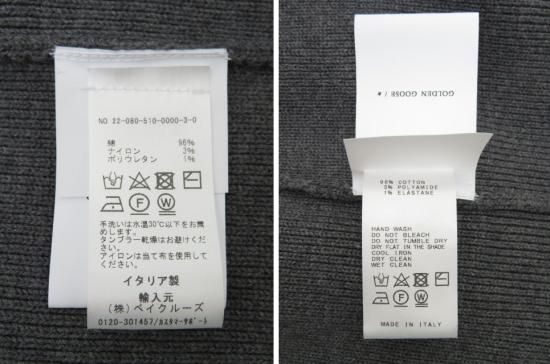 NO.22-080-510-0000-3-0
綿 96%
ナイロン 3%
ポリウレタン 1%
F W
手洗いは水温30℃以下をお薦
めします。
タンブラー乾燥はお避けくだ
さい。
アイロンは当て布を使用して
ください。
イタリア製
輸入元
(株) ベイクルーズ
0120-301457/カスタマーサポート
GOLDEN GOOSE / ★
96% COTTON
3% POLYAMIDE
1% ELASTANE
HAND WASH
DO NOT BLEACH
DO NOT TUMBLE DRY
DRY FLAT IN THE SHADE
COOL IRON
DRY CLEAN
WET CLEAN
F W
MADE IN ITALY